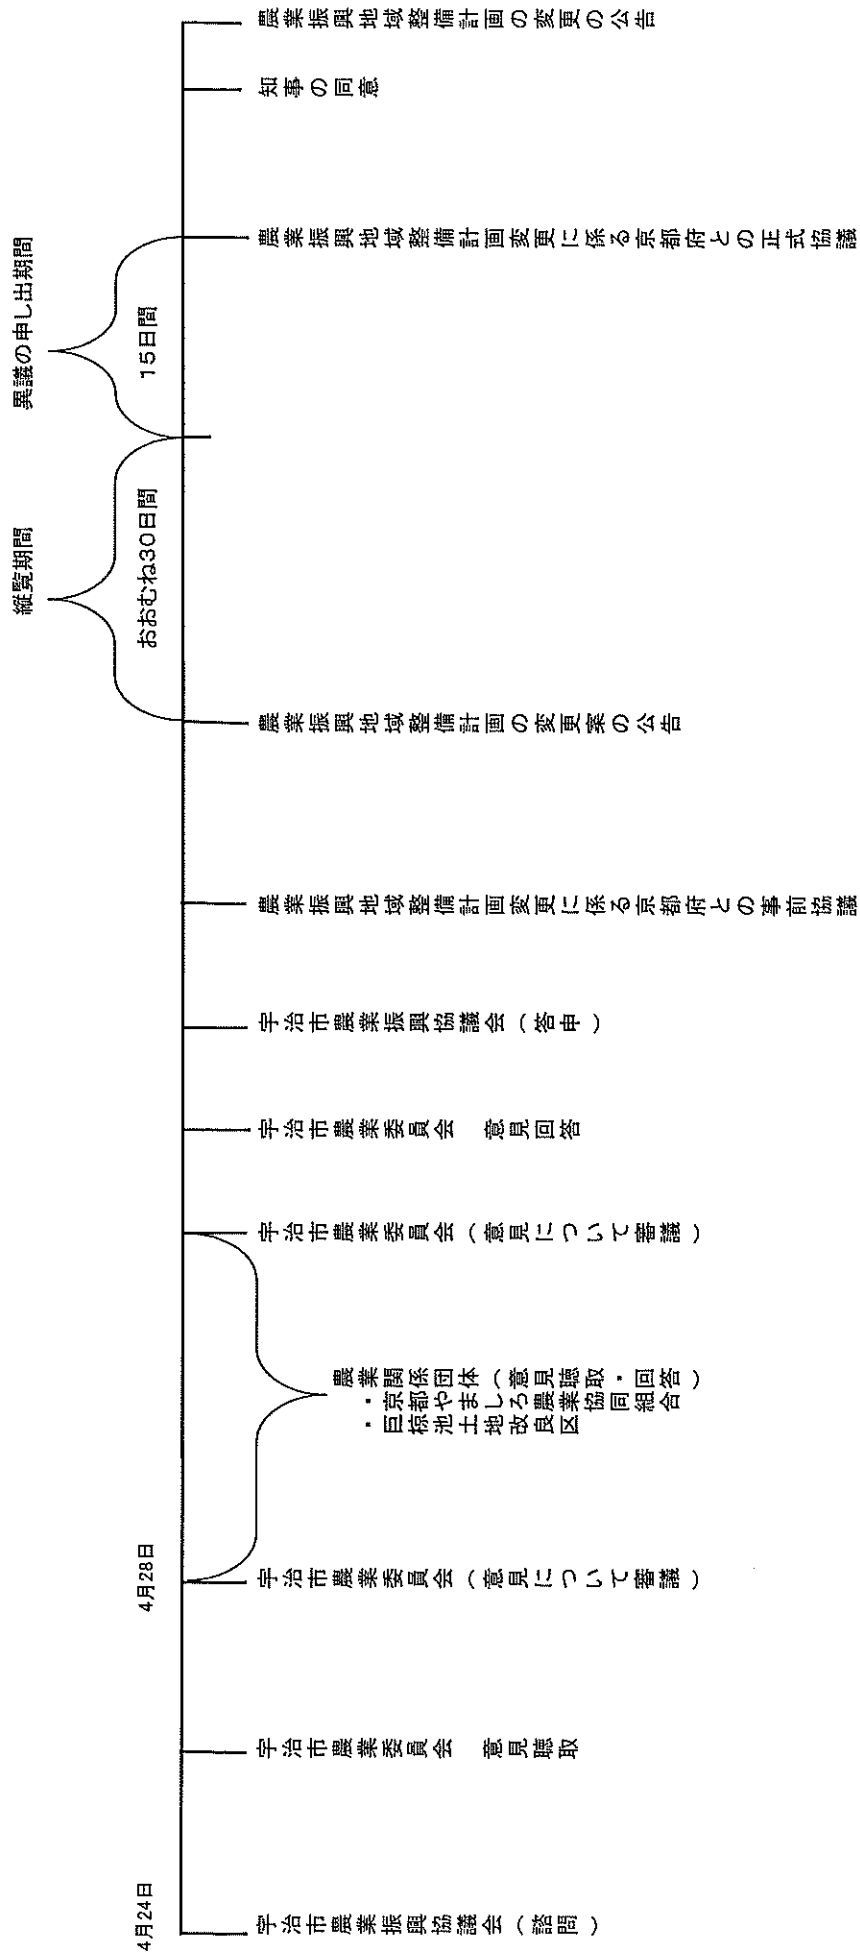 4月24日
4月28日
縦覧期間
異議の申し出期間
おおむね30日間
15日間
宇治市農業振興協議会(諮問)
宇治市農業委員会 意見聴取
宇治市農業委員会(意見について審議)
農業関係団体(意見聴取・回答)
・京都やましろ農業協同組合
・巨椋池土地改良区
宇治市農業委員会(意見について審議)
宇治市農業委員会 意見回答
宇治市農業振興協議会(答申)
農業振興地域整備計画変更に係る京都府との事前協議
農業振興地域整備計画の変更案の公告
農業振興地域整備計画変更に係る京都府との正式協議
知事の同意
農業振興地域整備計画の変更の公告